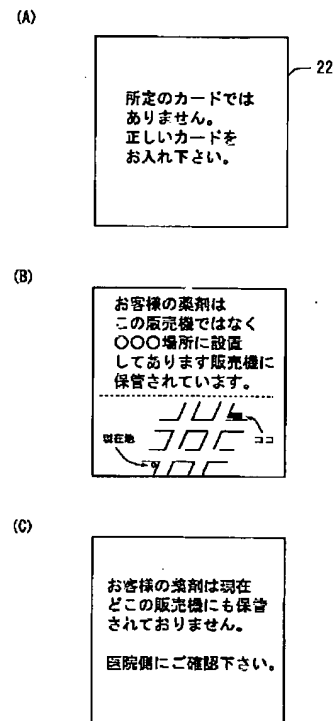 (A)
22
所定のカードでは
ありません。
正しいカードを
お入れ下さい。
(B)
お客様の薬剤は
この販売機ではなく
〇〇〇場所に設置
してあります販売機に
保管されています。
現在地
ココ
(C)
お客様の薬剤は現在
どこの販売機にも保管
されておりません。
医院側にご確認下さい。